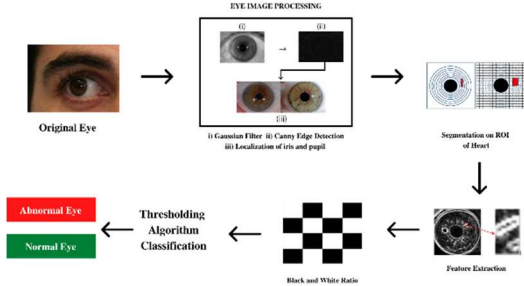 EYE IMAGE PROCESSING
(i)
(ii)
(iii)
Original Eye
i) Gaussian Filter ii) Canny Edge Detection
iii) Localization of iris and pupil
Segmentation on ROI
of Heart
Feature Extraction
Black and White Ratio
Thresholding
Algorithm
Classification
Abnormal Eye
Normal Eye